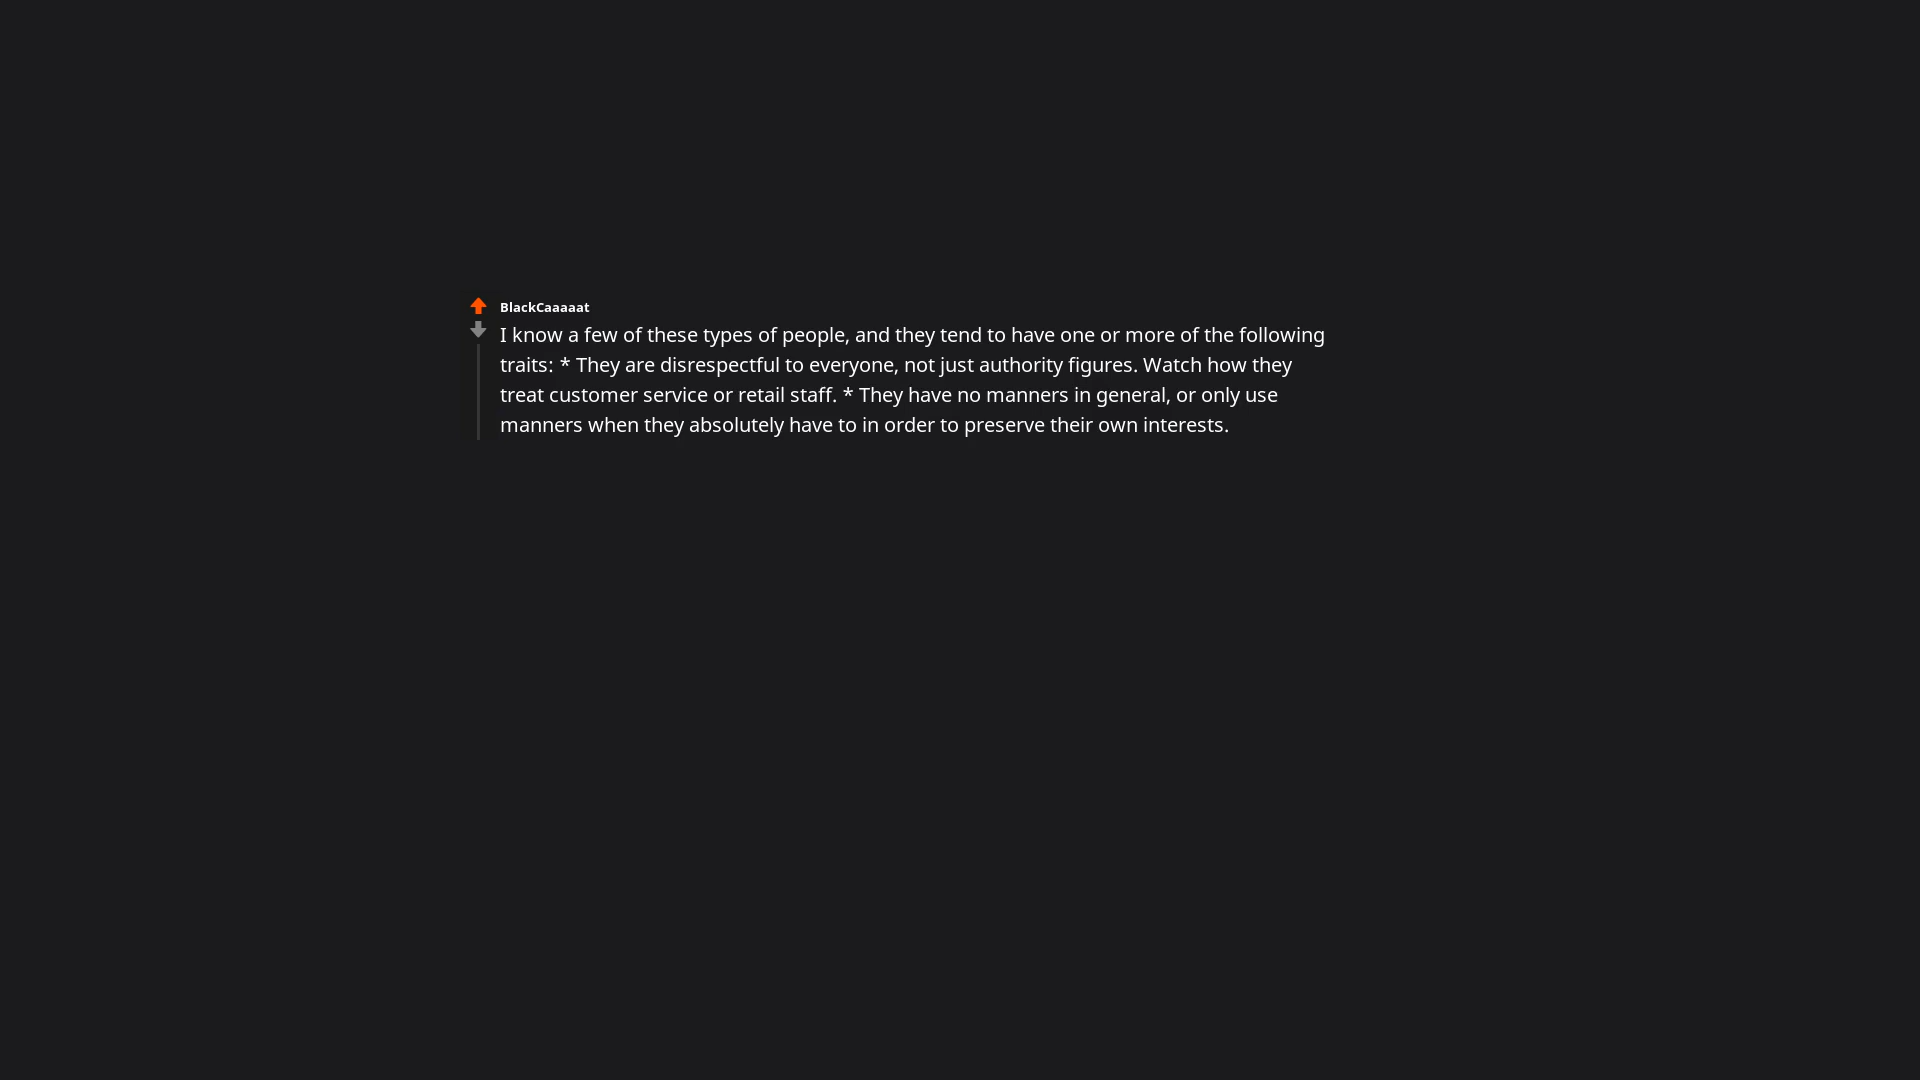 BlackCaaaaat
I know a few of these types of people, and they tend to have one or more of the following
traits: * They are disrespectful to everyone, not just authority figures. Watch how they
treat customer service or retail staff. * They have no manners in general, or only use
manners when they absolutely have to in order to preserve their own interests.